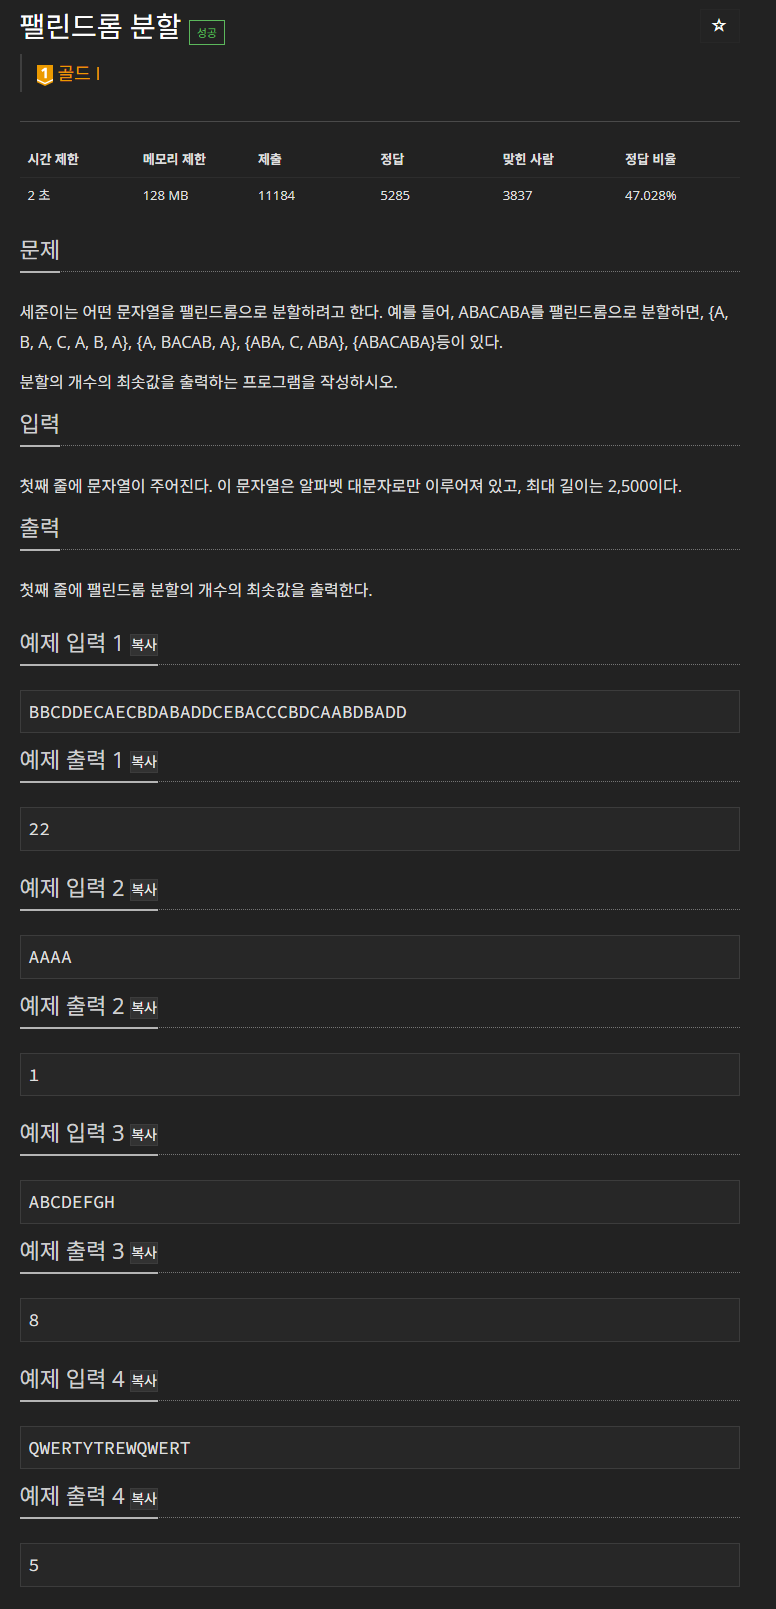 팰린드롬 분할 성공
☆
1 골드 I
시간 제한 메모리 제한 제출 정답 맞힌 사람 정답 비율
2 초 128 MB 11184 5285 3837 47.028%
문제
세준이는 어떤 문자열을 팰린드롬으로 분할하려고 한다. 예를 들어, ABACABA를 팰린드롬으로 분할하면, {A,
B, A, C, A, B, A}, {A, BACAB, A}, {ABA, C, ABA}, {ABACABA}등이 있다.
분할의 개수의 최솟값을 출력하는 프로그램을 작성하시오.
입력
첫째 줄에 문자열이 주어진다. 이 문자열은 알파벳 대문자로만 이루어져 있고, 최대 길이는 2,500이다.
출력
첫째 줄에 팰린드롬 분할의 개수의 최솟값을 출력한다.
예제 입력 1 복사
BBCDDECAECBDABADDCEBACCCBDCAABDBADD
예제 출력 1 복사
22
예제 입력 2 복사
AAAA
예제 출력 2 복사
1
예제 입력 3 복사
ABCDEFGH
예제 출력 3 복사
8
예제 입력 4 복사
QWERTYTREWQWERT
예제 출력 4 복사
5